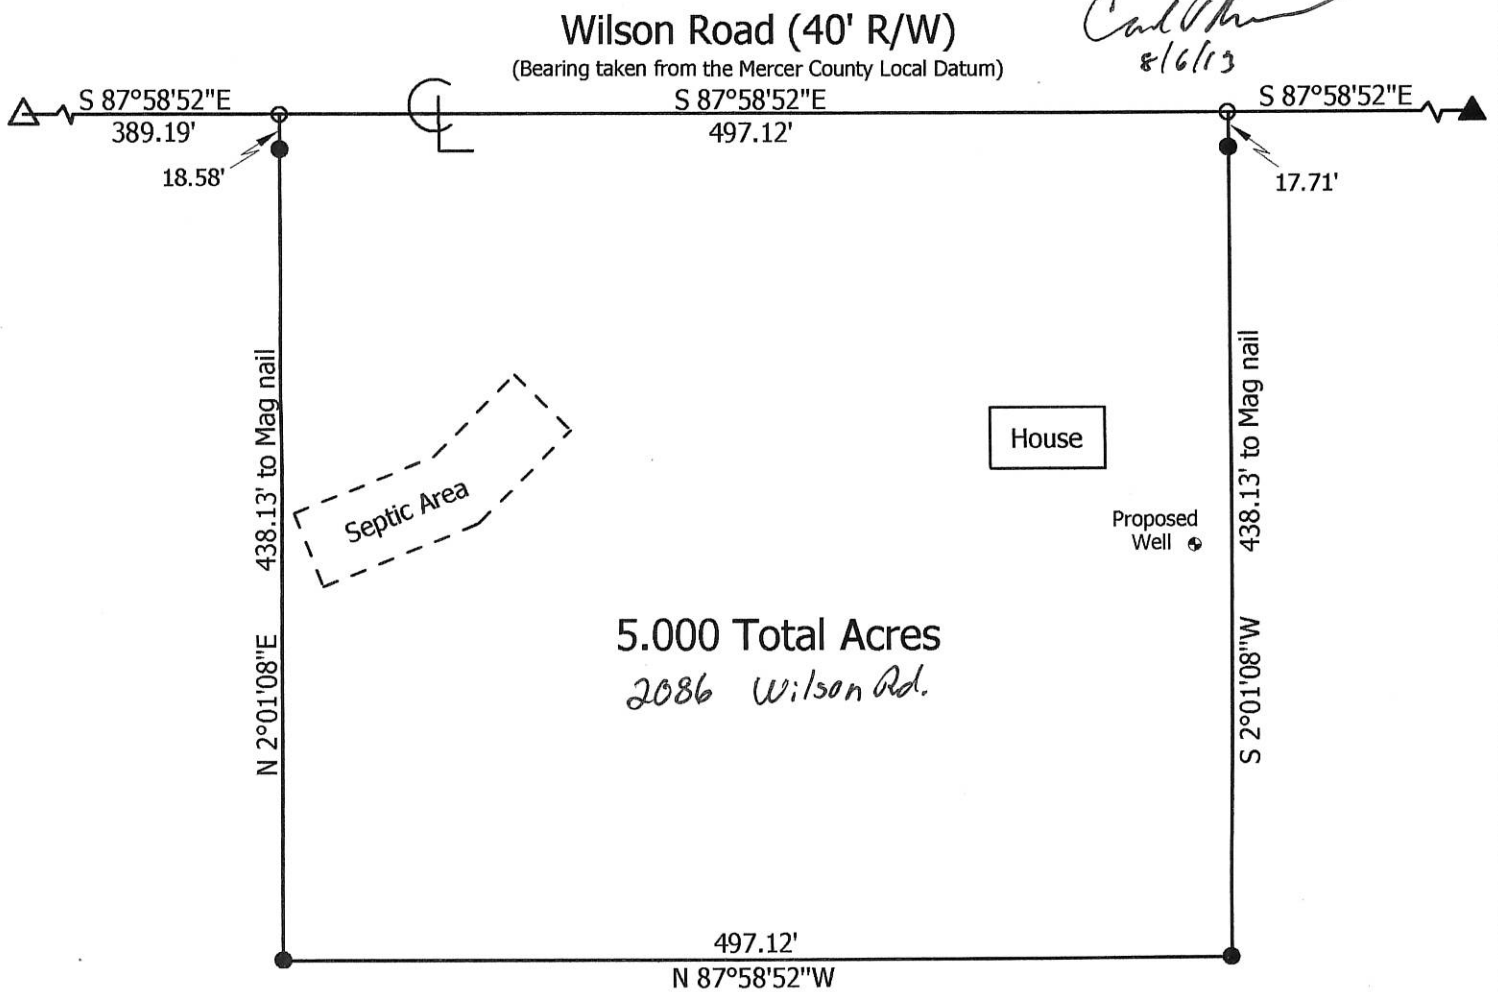 Wilson Road (40' R/W)
8/6/13
(Bearing taken from the Mercer County Local Datum)
S 87°58'52"E
S 87°58'52"E
S 87°58'52"E
389.19'
497.12'
18.58'
17.71'
438.13' to Mag nail
N 2°01'08"E
Septic Area
House
Proposed
Well
438.13' to Mag nail
S 2°01'08"W
5.000 Total Acres
2086 Wilson Rd.
497.12'
N 87°58'52"W